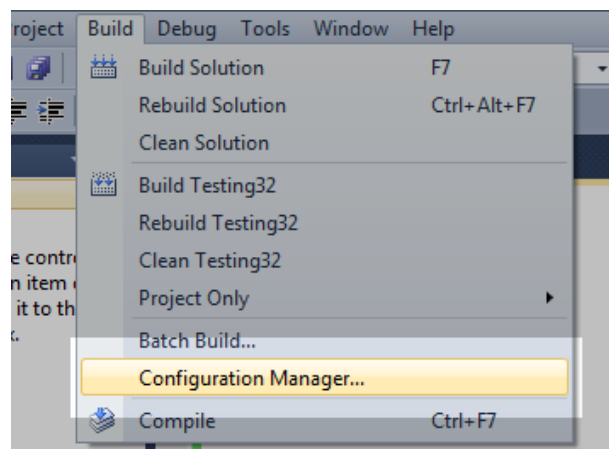 roject Build Debug Tools Window Help
Build Solution F7
Rebuild Solution Ctrl+Alt+F7
Clean Solution
Build Testing32
Rebuild Testing32
Clean Testing32
Project Only
Batch Build...
Configuration Manager...
Compile Ctrl+F7
e contr
n item
it to th